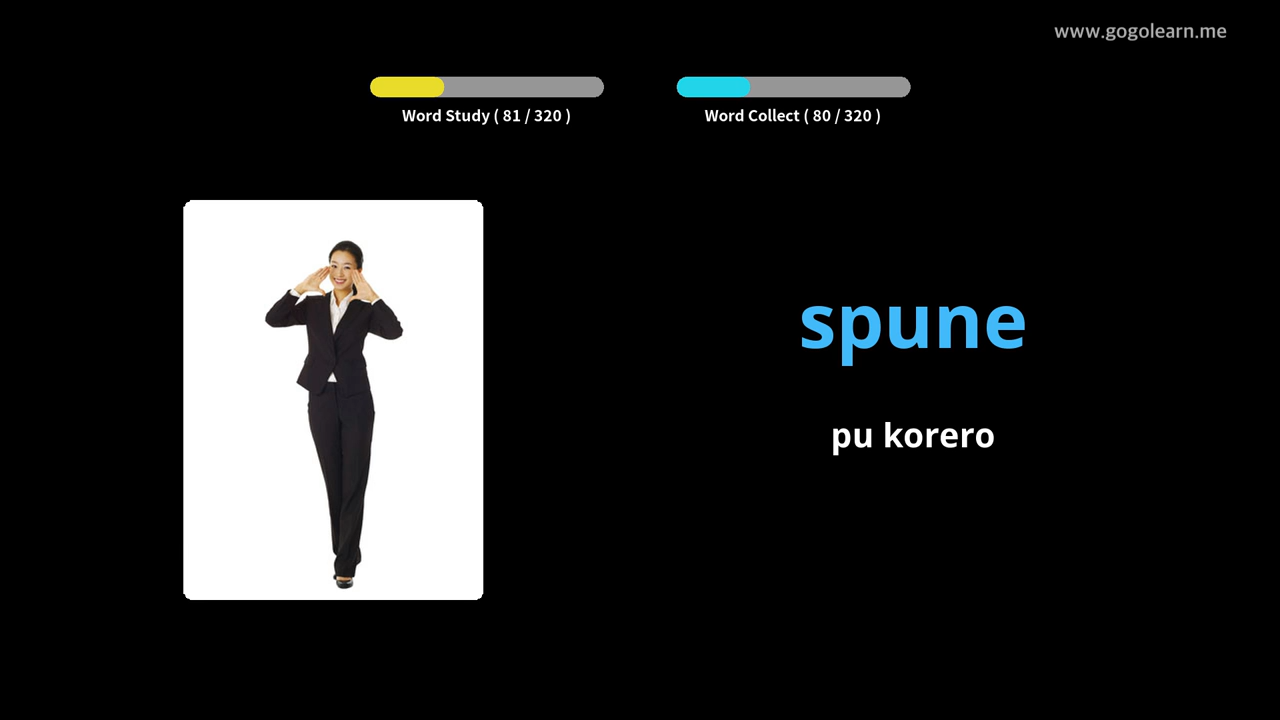 www.gogolearn.me
Word Study ( 81 / 320 )
Word Collect ( 80 / 320 )
spune
pu korero